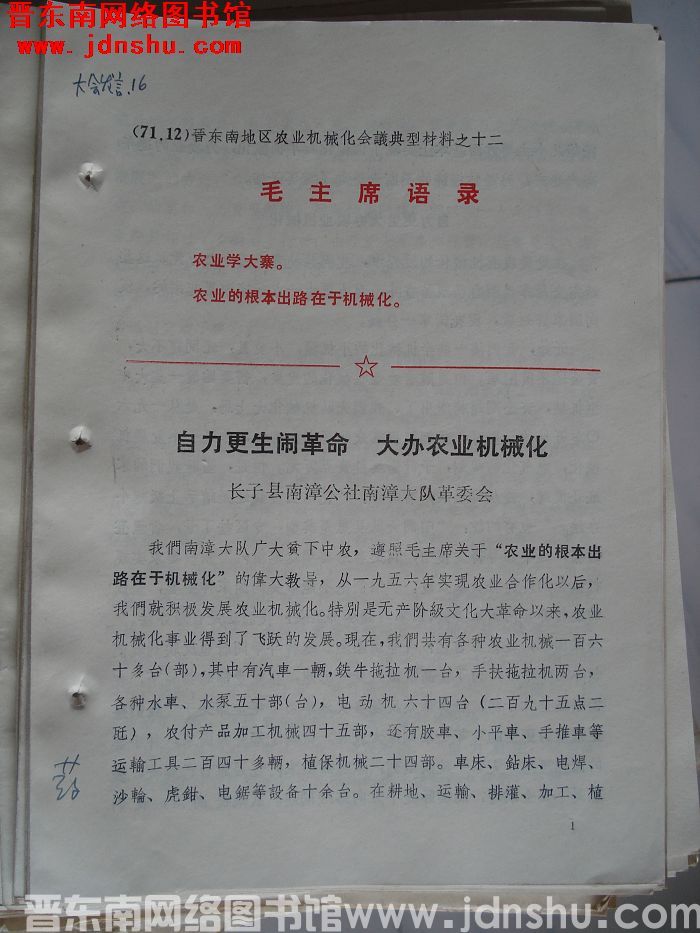 晋东南网络图书馆
www.jdnshu.com
大会发言.16
(71.12)晋东南地区农业机械化会議典型材料之十二
毛主席语录
农业学大寨。
农业的根本出路在于机械化。
自力更生闹革命 大办农业机械化
长子县南漳公社南漳大队革委会
我們南漳大队广大貧下中农，遵照毛主席关于“农业的根本出
路在于机械化”的偉大教导，从一九五六年实现农业合作化以后，
我們就积极发展农业机械化。特別是无产阶級文化大革命以来，农业
机械化事业得到了飞跃的发展。現在，我們共有各种农业机械一百六
十多台(部)，其中有汽車一輛，鉄牛拖拉机一台，手扶拖拉机两台，
各种水車、水泵五十部(台)，电动机六十四台(二百九十五点二
瓩)，农付产品加工机械四十五部，还有胶車、小平車、手推車等
运輸工具二百四十多輛，植保机械二十四部。車床、鉆床、电焊、
沙輪、虎鉗、电鋸等設备十余台。在耕地、运輸、排灌、加工、植
1
晋东南网络图书馆www.jdnshu.com